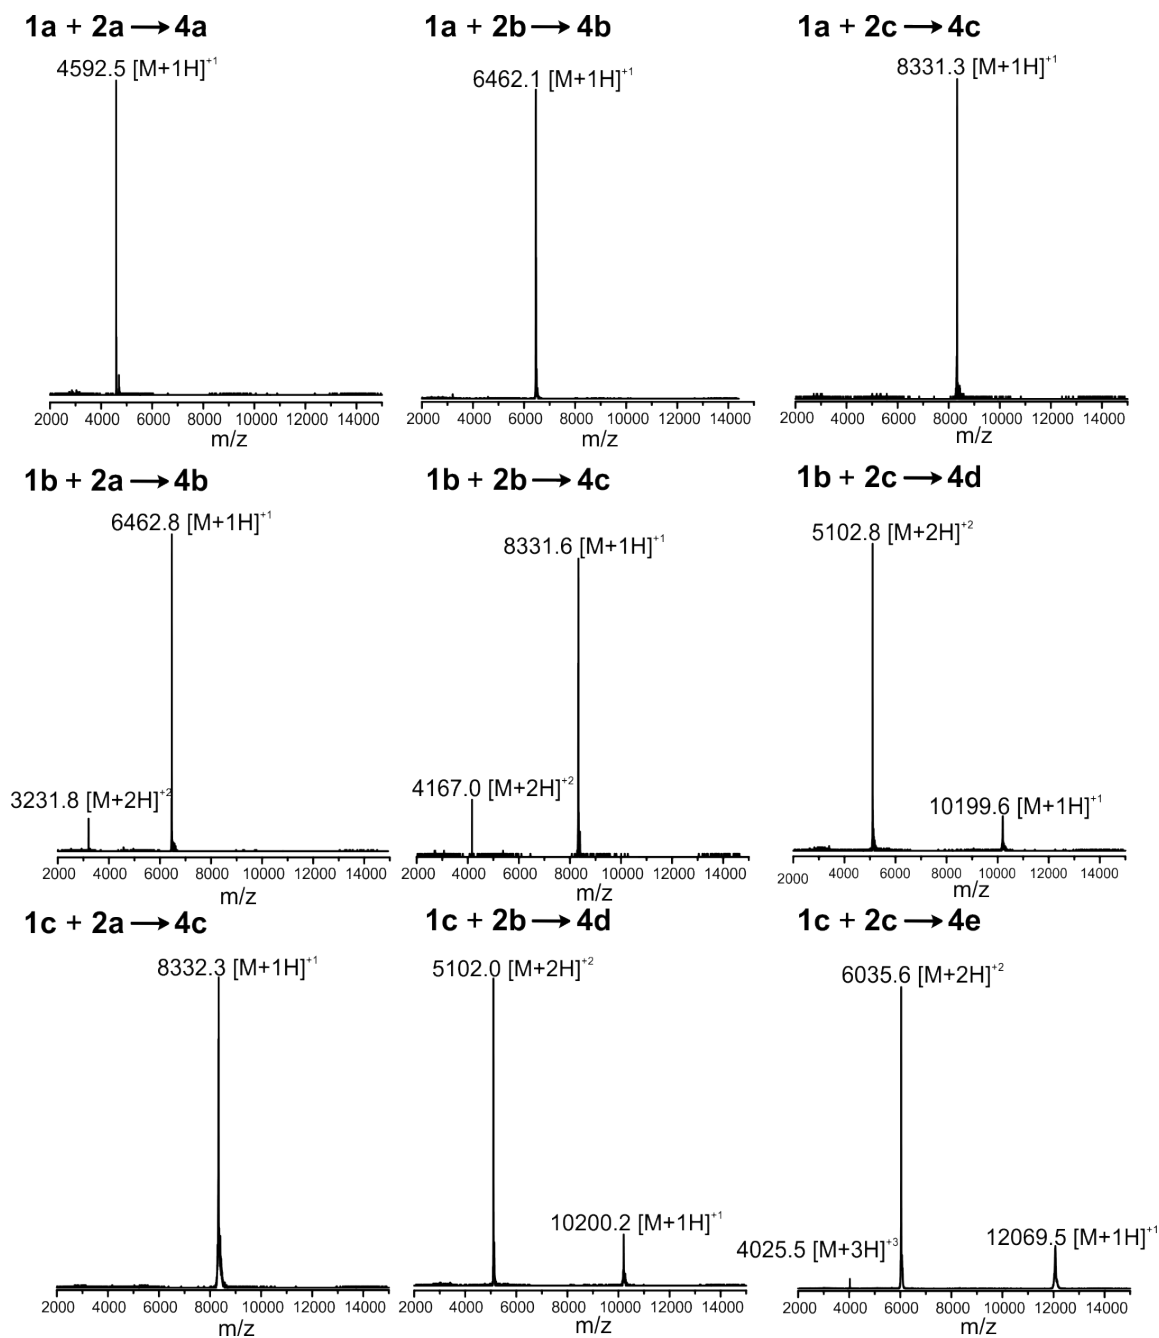 1a + 2a → 4a
4592.5 [M+1H]⁺¹
2000 4000 6000 8000 10000 12000 14000
m/z
1a + 2b → 4b
6462.1 [M+1H]⁺¹
2000 4000 6000 8000 10000 12000 14000
m/z
1a + 2c → 4c
8331.3 [M+1H]⁺¹
2000 4000 6000 8000 10000 12000 14000
m/z
1b + 2a → 4b
6462.8 [M+1H]⁺¹
3231.8 [M+2H]⁺²
2000 4000 6000 8000 10000 12000 14000
m/z
1b + 2b → 4c
8331.6 [M+1H]⁺¹
4167.0 [M+2H]⁺²
2000 4000 6000 8000 10000 12000 14000
m/z
1b + 2c → 4d
5102.8 [M+2H]⁺²
10199.6 [M+1H]⁺¹
2000 4000 6000 8000 10000 12000 14000
m/z
1c + 2a → 4c
8332.3 [M+1H]⁺¹
2000 4000 6000 8000 10000 12000 14000
m/z
1c + 2b → 4d
5102.0 [M+2H]⁺²
10200.2 [M+1H]⁺¹
2000 4000 6000 8000 10000 12000 14000
m/z
1c + 2c → 4e
6035.6 [M+2H]⁺²
4025.5 [M+3H]⁺³
12069.5 [M+1H]⁺¹
2000 4000 6000 8000 10000 12000 14000
m/z